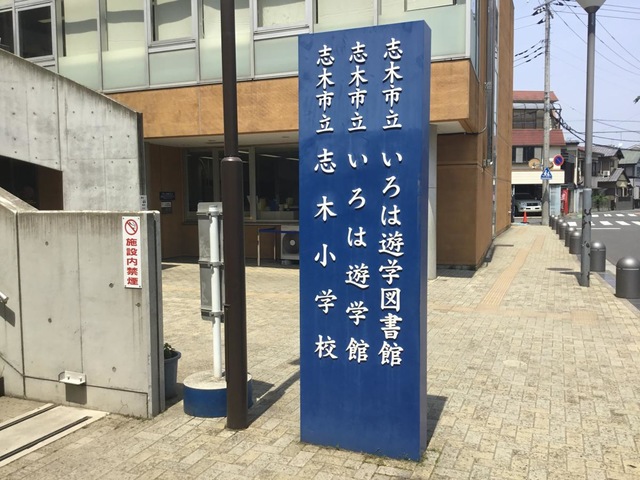 志木市立 いろは遊学図書館
志木市立 いろは遊学館
志木市立 志木小学校
施設内禁煙